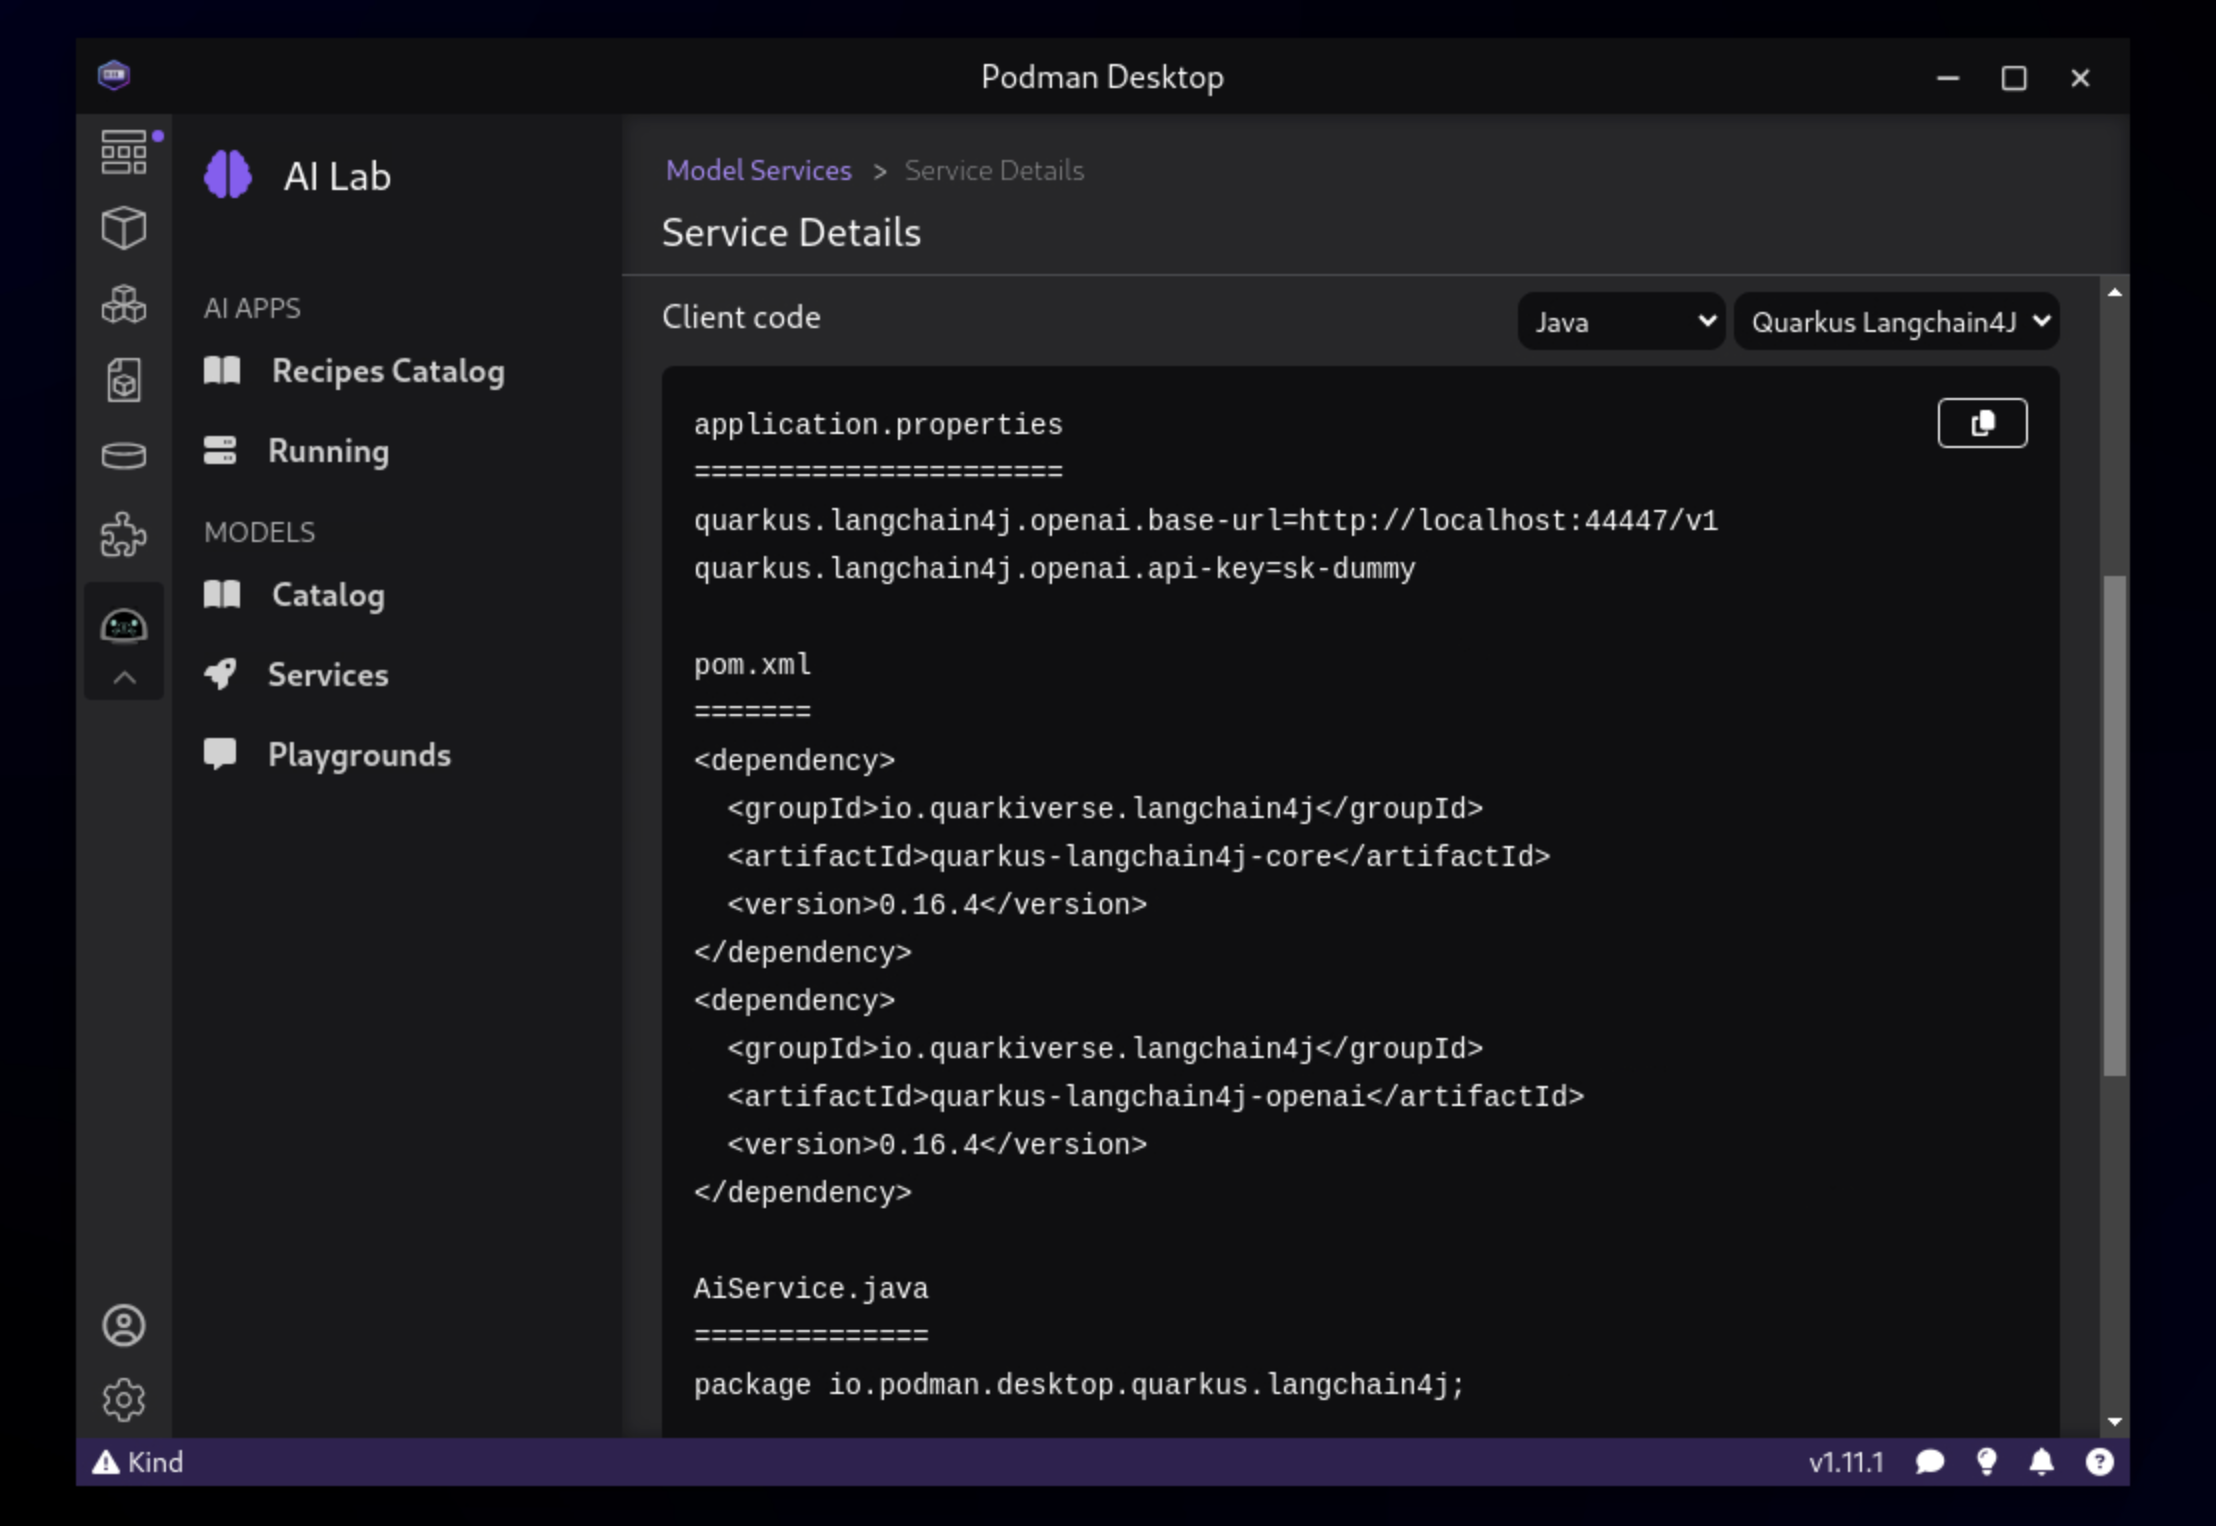 Podman Desktop
AI Lab
AI APPS
Recipes Catalog
Running
MODELS
Catalog
Services
Playgrounds
Model Services > Service Details
Service Details
Client code
Java
Quarkus Langchain4J
application.properties
======================
quarkus.langchain4j.openai.base-url=http://localhost:44447/v1
quarkus.langchain4j.openai.api-key=sk-dummy
pom.xml
=======
<dependency>
  <groupId>io.quarkiverse.langchain4j</groupId>
  <artifactId>quarkus-langchain4j-core</artifactId>
  <version>0.16.4</version>
</dependency>
<dependency>
  <groupId>io.quarkiverse.langchain4j</groupId>
  <artifactId>quarkus-langchain4j-openai</artifactId>
  <version>0.16.4</version>
</dependency>
AiService.java
==============
package io.podman.desktop.quarkus.langchain4j;
Kind
v1.11.1